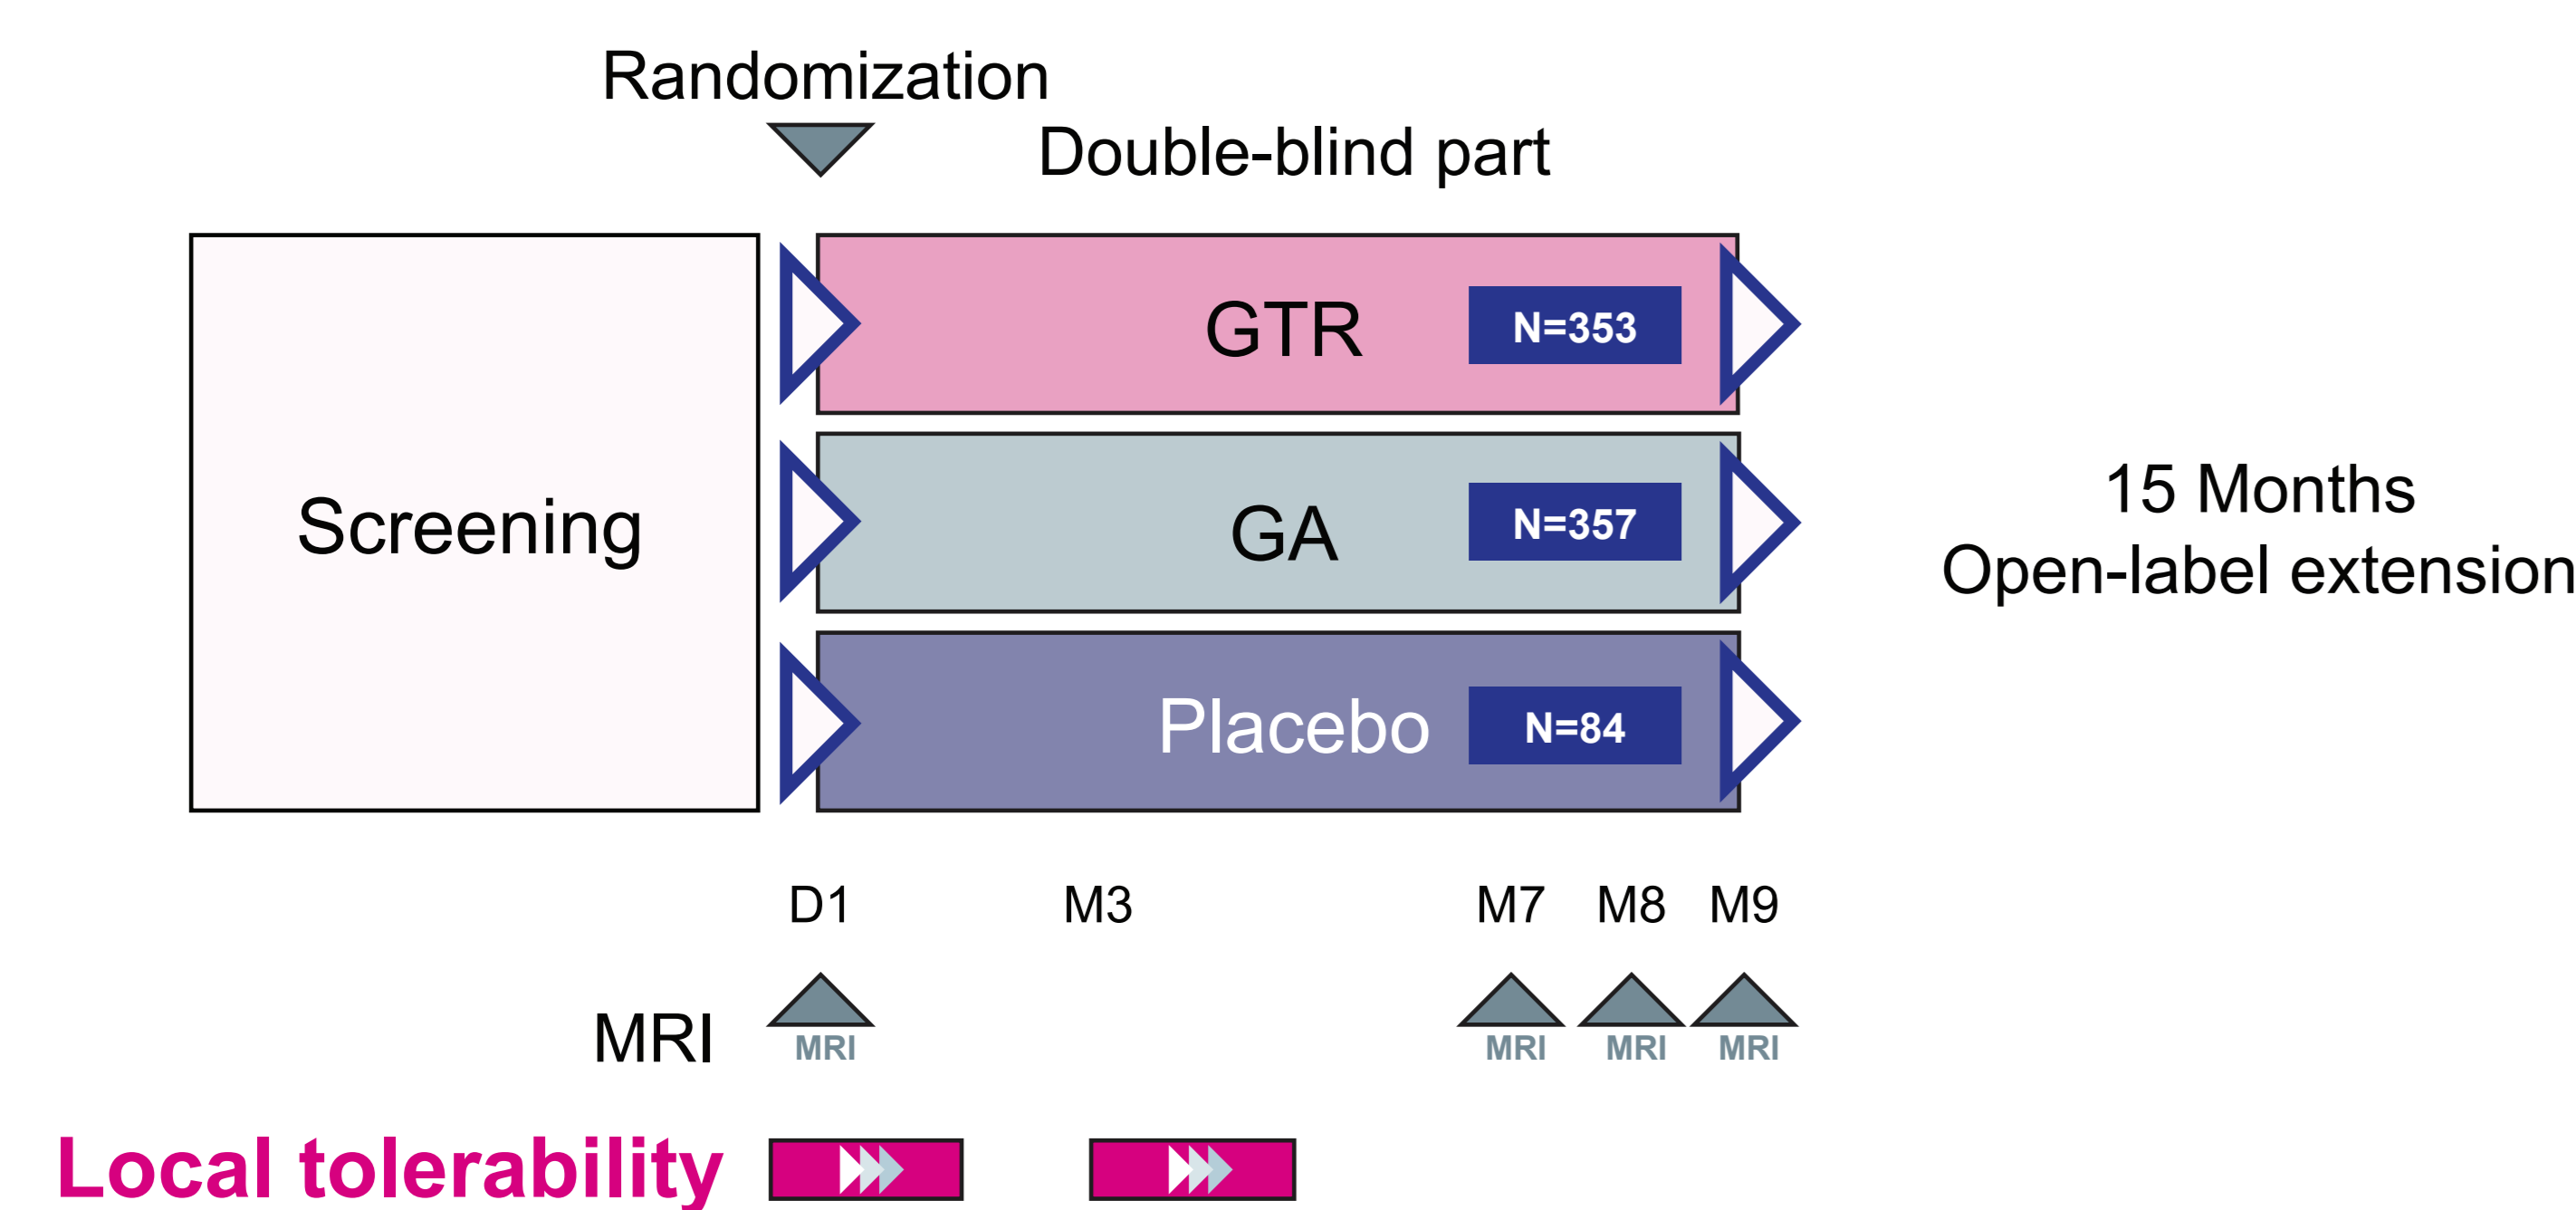 Randomization
Double-blind part
Screening
GTR
N=353
GA
N=357
Placebo
N=84
15 Months
Open-label extension
D1
M3
M7
M8
M9
MRI
MRI
MRI
MRI
MRI
Local tolerability